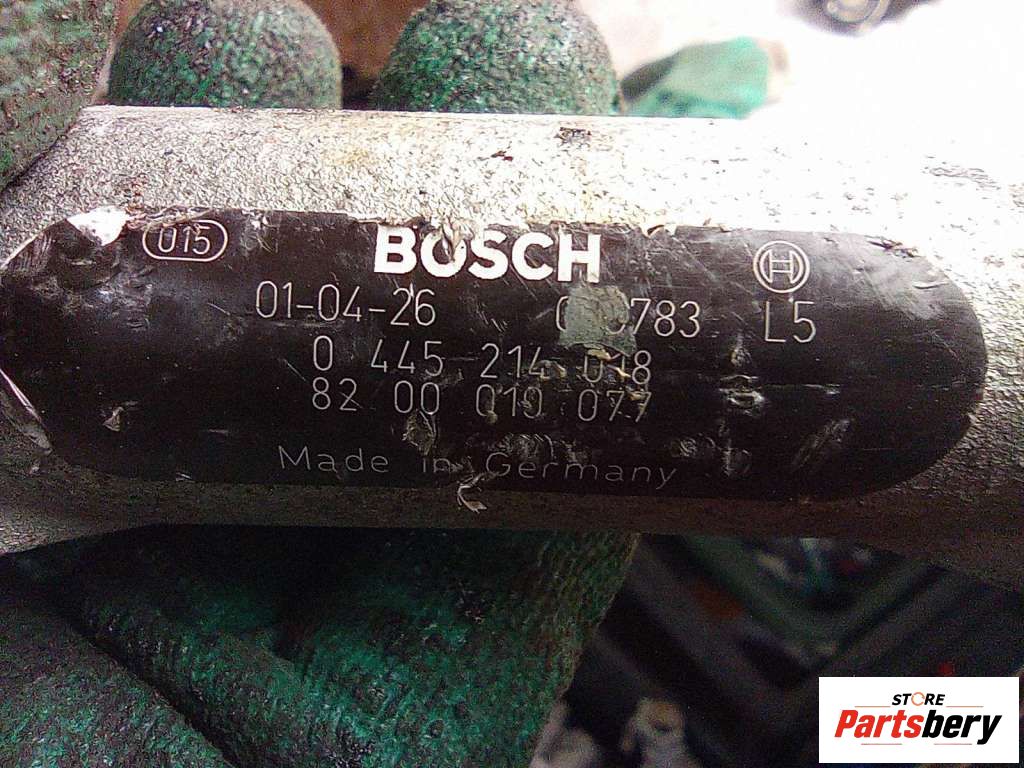 015
BOSCH
01-04-26 783 L5
0 445 214 018
82 00 010 077
Made in Germany
STORE
Partsbery